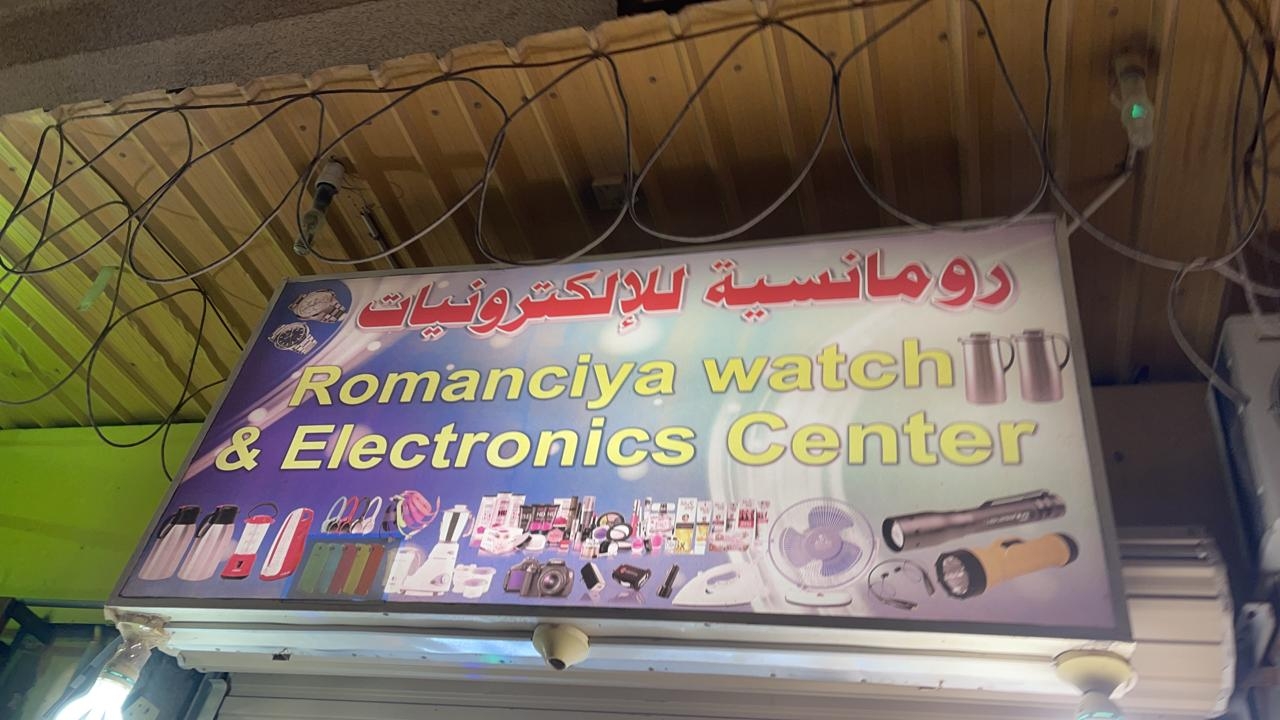 رومانسية للإلكترونيات
Romanciya watch
& Electronics Center